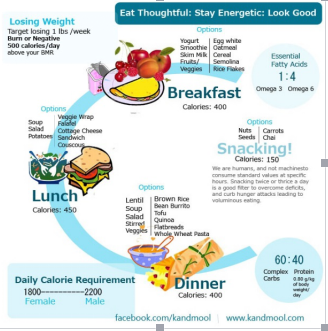 Eat Thoughtful: Stay Energetic: Look Good
Losing Weight
Target losing 1 lbs /week
Burn or Negative
500 calories/day
above your BMR
Options
Yogurt
Smoothie
Skim Milk
Fruits/
Veggies
Egg white
Oatmeal
Cereal
Semolina
Rice Flakes
Essential
Fatty Acids
1:4
Omega 3 Omega 6
Breakfast
Calories: 400
Options
Soup
Salad
Potatoes
Veggie Wrap
Falafel
Cottage Cheese
Sandwich
Couscous
Lunch
Calories: 450
Options
Nuts
Seeds
Carrots
Chai
Snacking!
Calories: 150
We are humans, and not machinesto
consume standard values at specific
hours. Snacking twice or thrice a day
is a good filter to overcome deficits,
and curb hunger attacks leading to
voluminous eating.
Options
Lentil
Soup
Salad
Stirred
Veggies
Brown Rice
Bean Burrito
Tofu
Quinoa
Flatbreads
Whole Wheat Pasta
Dinner
Calories: 400
60:40
Complex
Carbs
Protein
0.80 g/kg
of body
weight/
day
Daily Calorie Requirement
1800----------2200
Female Male
facebook.com/kandmool | www.kandmool.com